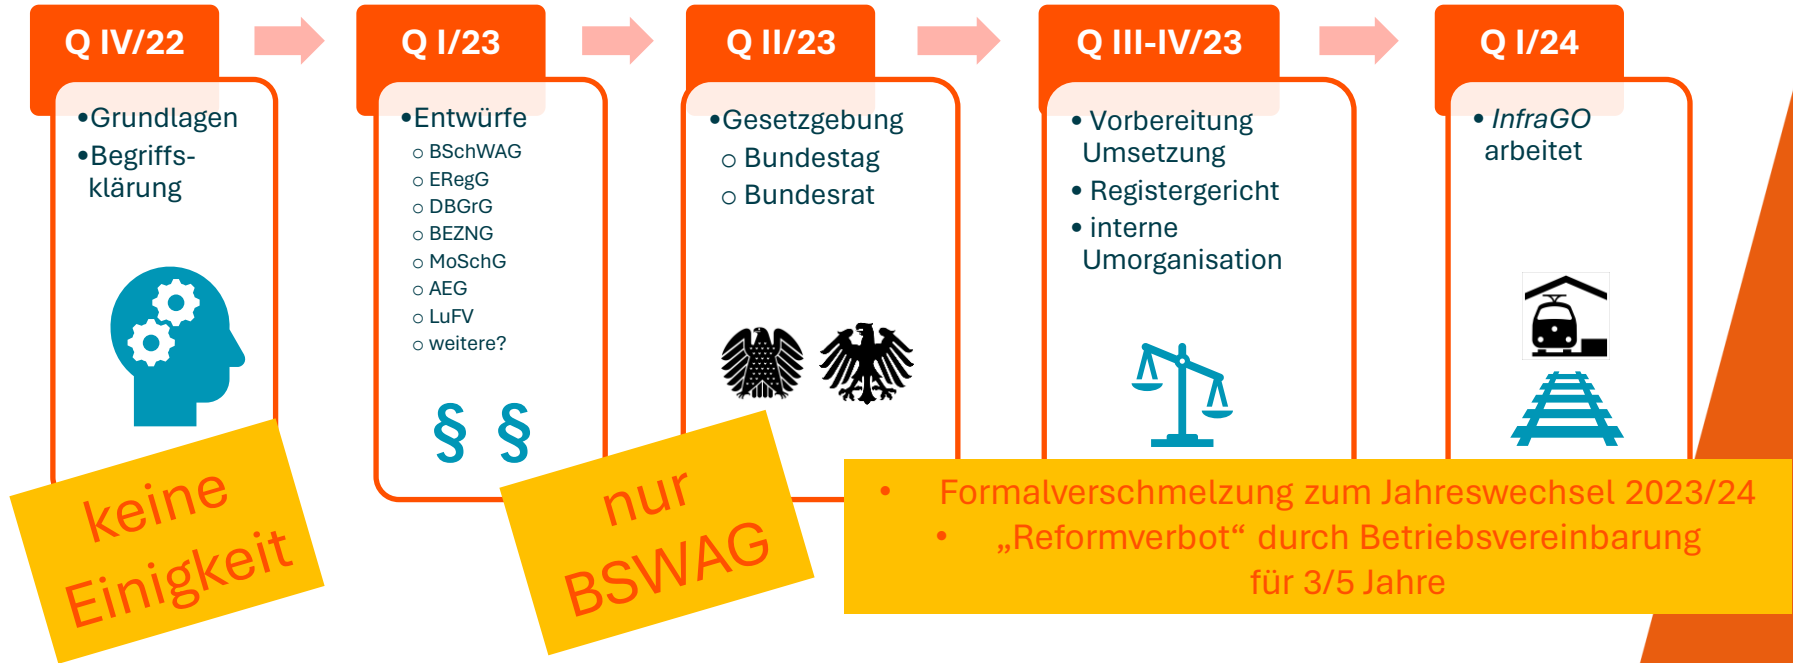 Q IV/22
•Grundlagen
•Begriffs-
klärung
keine
Einigkeit
Q I/23
•Entwürfe
○ BSchWAG
○ ERegG
○ DBGrG
○ BEZNG
○ MoSchG
○ AEG
○ LuFV
○ weitere?
§ §
Q II/23
•Gesetzgebung
○ Bundestag
○ Bundesrat
nur
BSWAG
Q III-IV/23
• Vorbereitung
Umsetzung
• Registergericht
• interne
Umorganisation
Q I/24
• InfraGO
arbeitet
• Formalverschmelzung zum Jahreswechsel 2023/24
• „Reformverbot“ durch Betriebsvereinbarung
für 3/5 Jahre